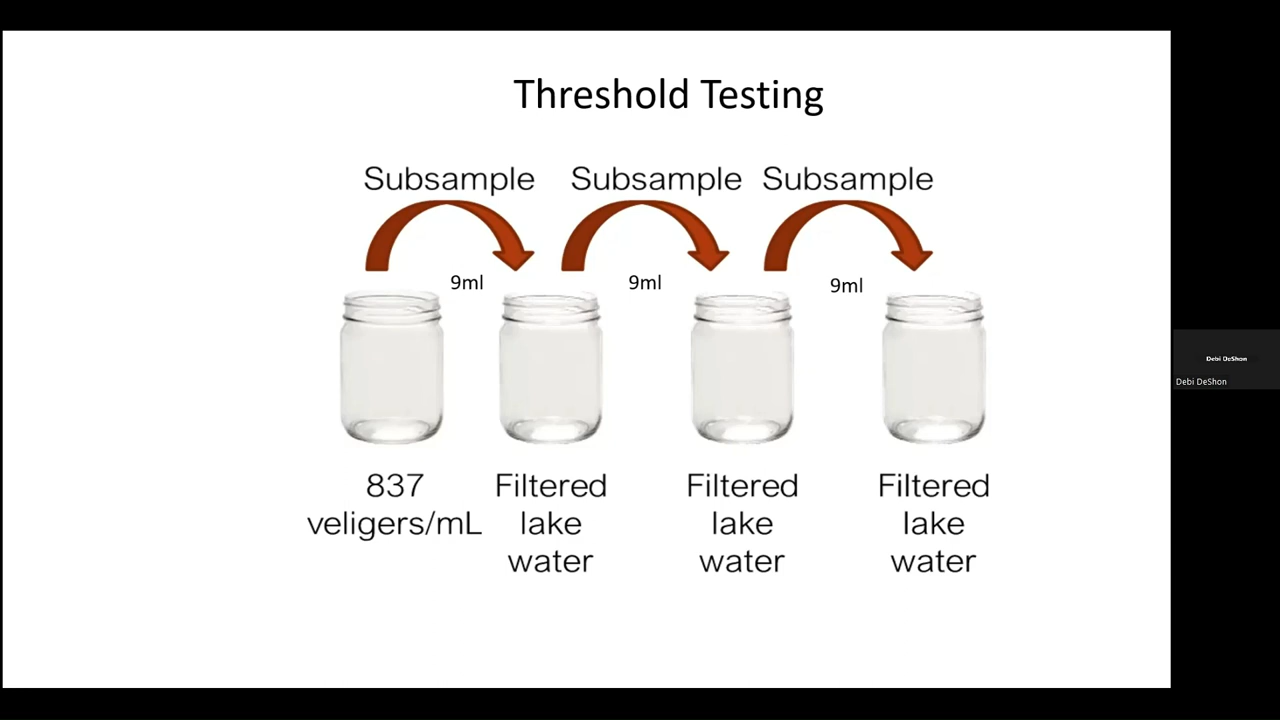 Threshold Testing
Subsample Subsample Subsample
9ml 9ml 9ml
837 veligers/mL
Filtered lake water
Filtered lake water
Filtered lake water
Debi DeShon
Debi DeShon